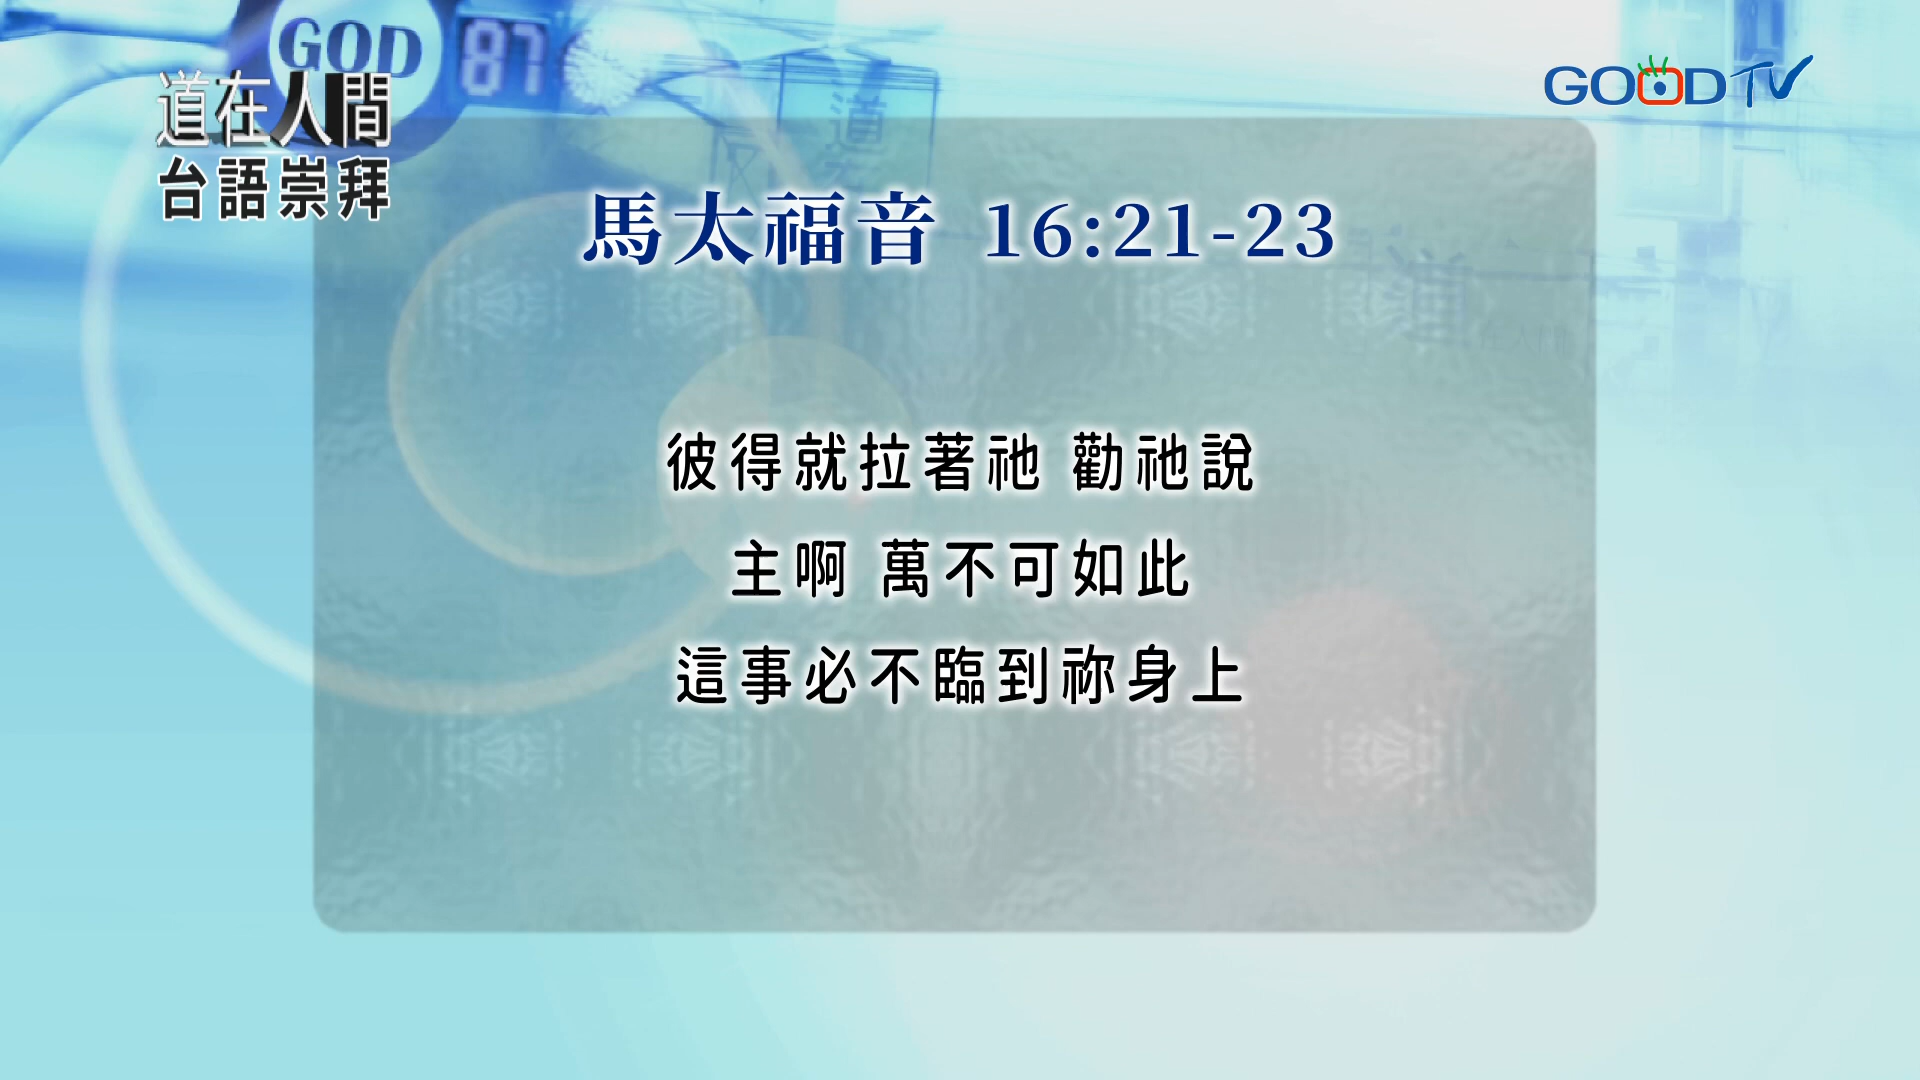 GOD 87
道在人間
台語崇拜
GOOD TV
馬太福音 16:21-23
彼得就拉著祂 勸祂說
主啊 萬不可如此
這事必不臨到祢身上